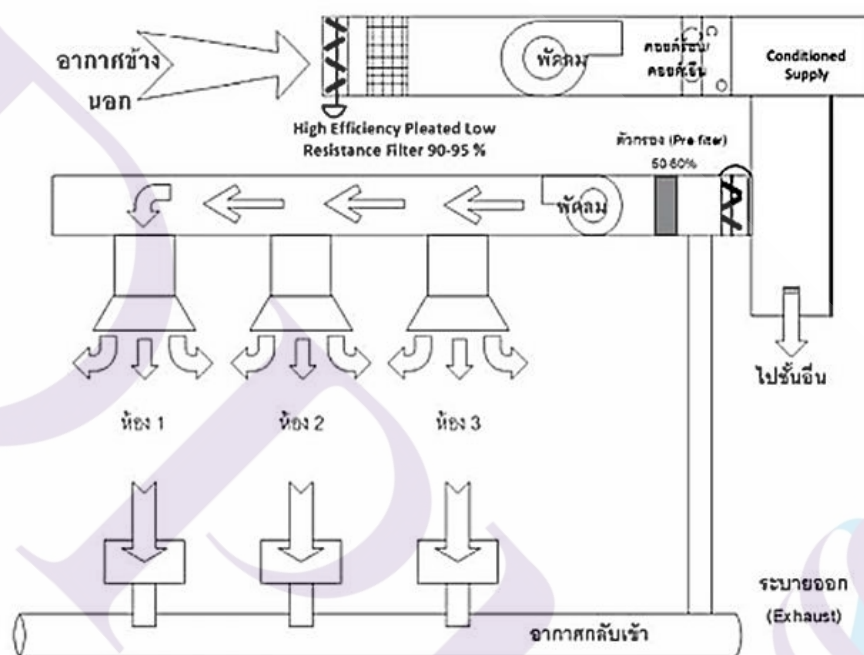 อากาศข้าง
นอก
พัดลม
คอยล์ร้อน/
คอยล์เย็น
Conditioned
Supply
High Efficiency Pleated Low
Resistance Filter 90-95 %
ตัวกรอง (Pre fiter)
50-60%
พัดลม
ไปชั้นอื่น
ห้อง 1
ห้อง 2
ห้อง 3
ระบายออก
(Exhaust)
อากาศกลับเข้า